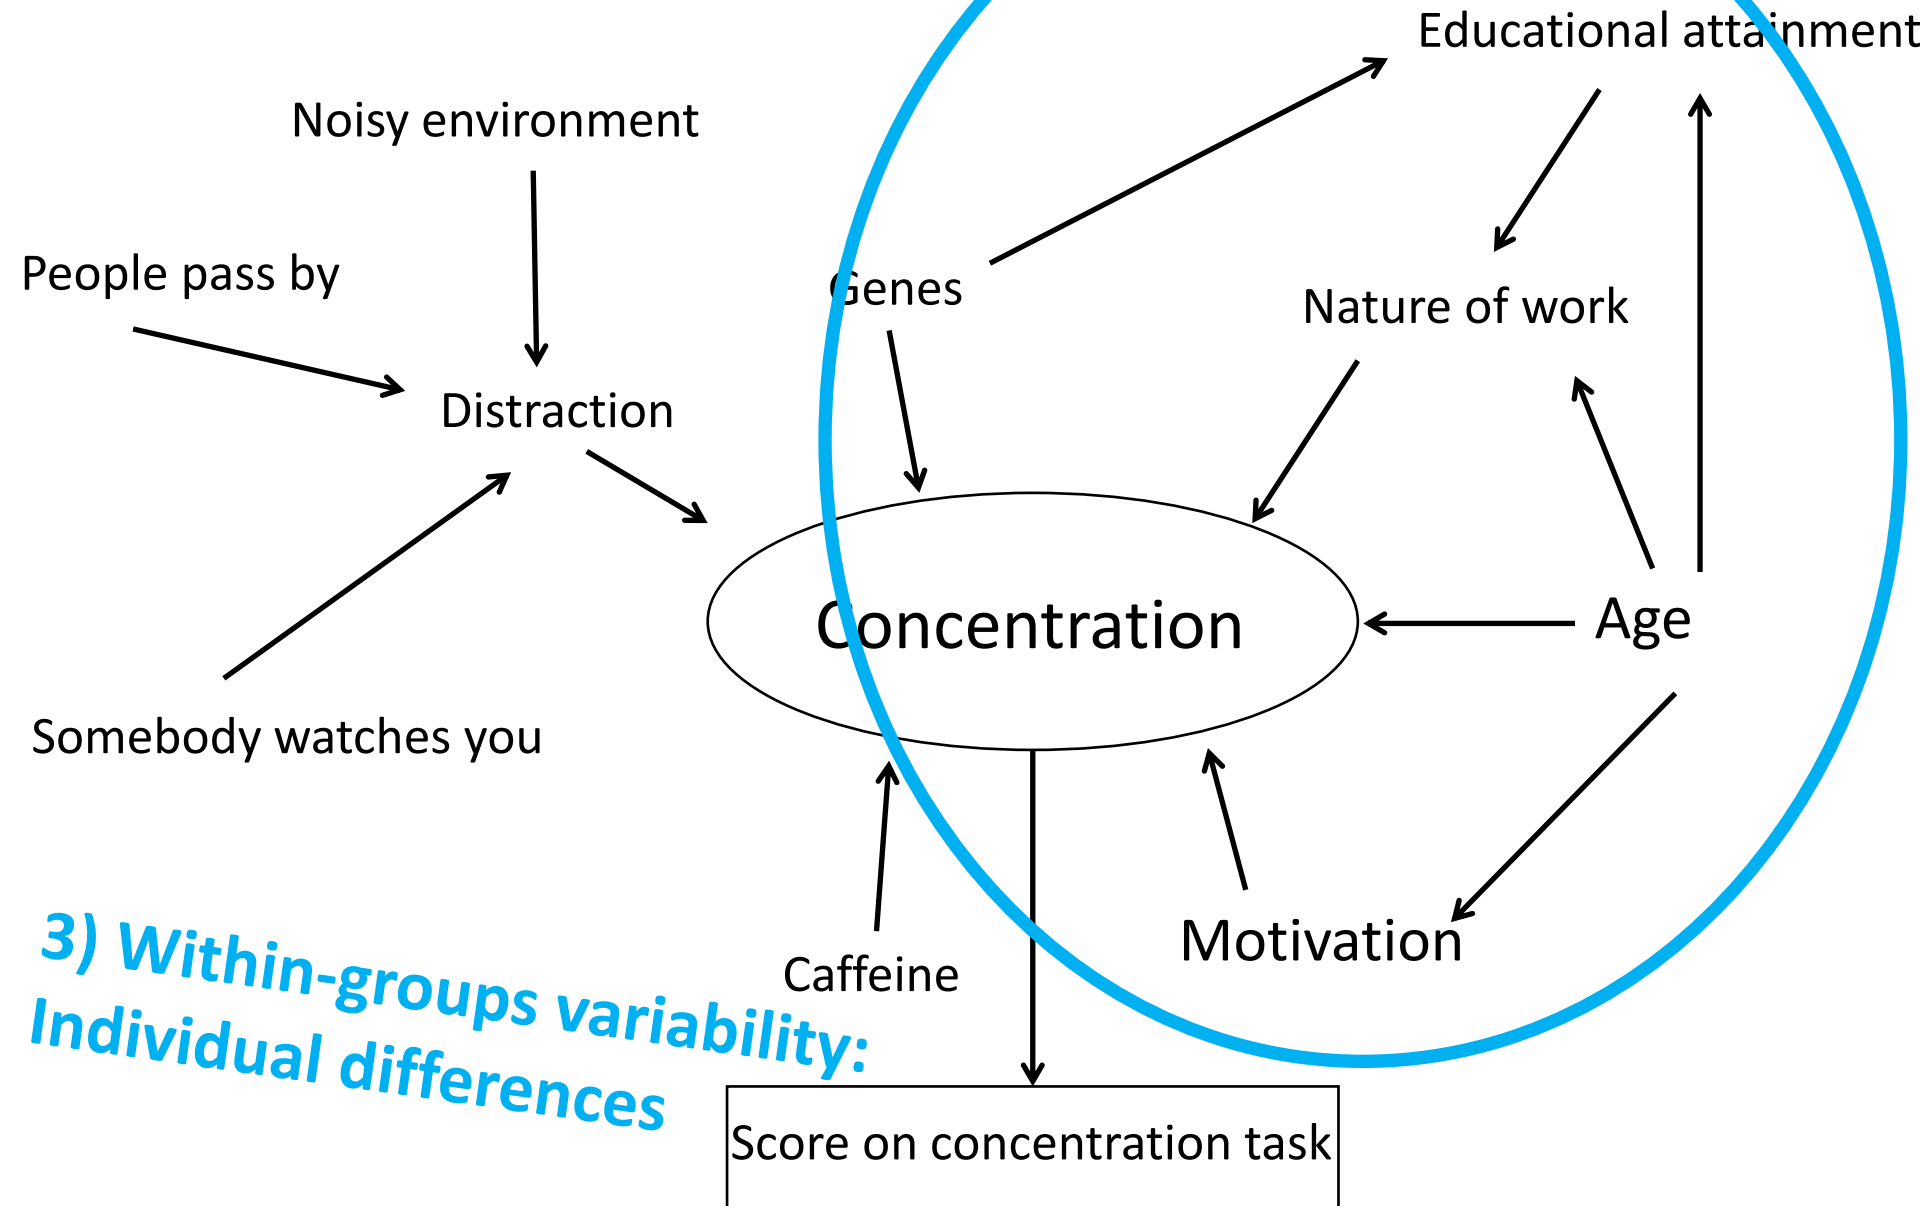 Educational attainment
Noisy environment
People pass by
Genes
Nature of work
Distraction
Concentration
Age
Somebody watches you
Motivation
Caffeine
3) Within-groups variability:
Individual differences
Score on concentration task